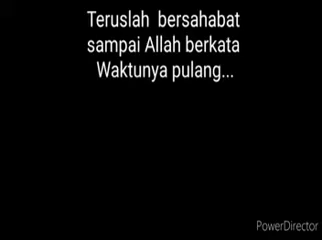 Teruslah bersahabat
sampai Allah berkata
Waktunya pulang...
PowerDirector